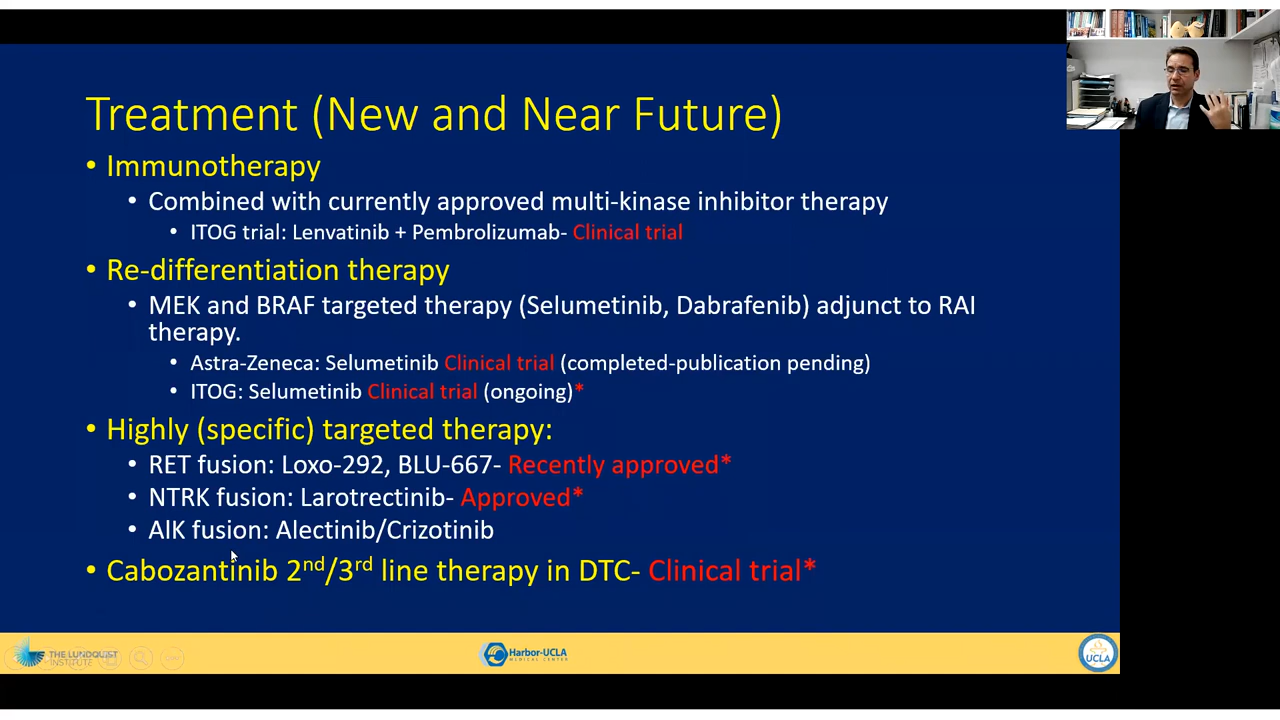 Treatment (New and Near Future)
• Immunotherapy
• Combined with currently approved multi-kinase inhibitor therapy
• ITOG trial: Lenvatinib + Pembrolizumab- Clinical trial
• Re-differentiation therapy
• MEK and BRAF targeted therapy (Selumetinib, Dabrafenib) adjunct to RAI
therapy.
• Astra-Zeneca: Selumetinib Clinical trial (completed-publication pending)
• ITOG: Selumetinib Clinical trial (ongoing)*
• Highly (specific) targeted therapy:
• RET fusion: Loxo-292, BLU-667- Recently approved*
• NTRK fusion: Larotrectinib- Approved*
• AlK fusion: Alectinib/Crizotinib
• Cabozantinib 2nd/3rd line therapy in DTC- Clinical trial*
THE LUNDQUIST
INSTITUTE
Harbor-UCLA
MEDICAL CENTER
UCLA